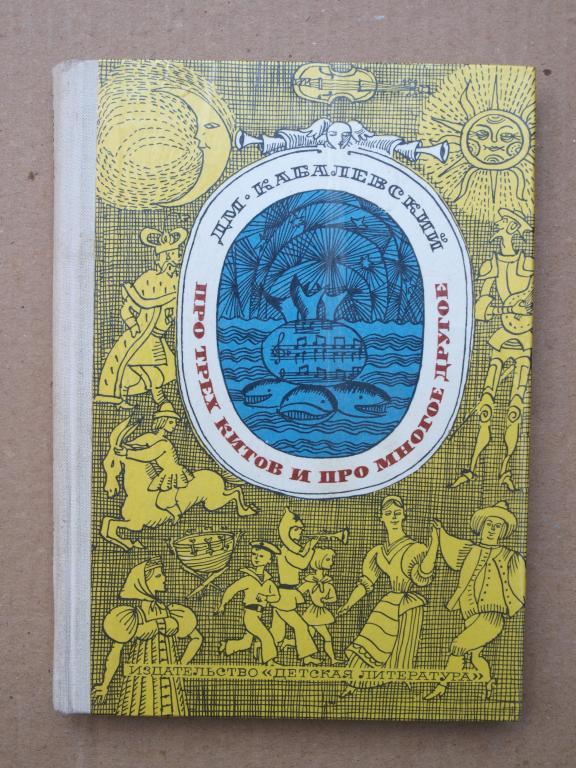 ДМ·КАБАЛЕВСКИЙ
ПРО ТРЕХ КИТОВ И ПРО МНОГОЕ ДРУГОЕ
ИЗДАТЕЛЬСТВО «ДЕТСКАЯ ЛИТЕРАТУРА»